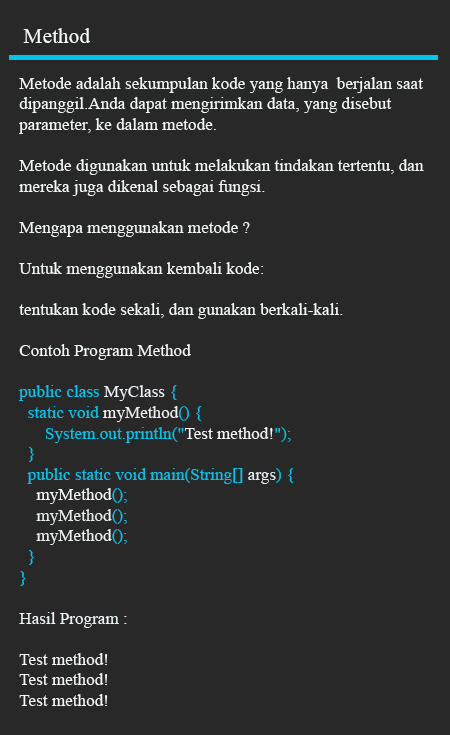 Method
Metode adalah sekumpulan kode yang hanya  berjalan saat
dipanggil.Anda dapat mengirimkan data, yang disebut
parameter, ke dalam metode.
Metode digunakan untuk melakukan tindakan tertentu, dan
mereka juga dikenal sebagai fungsi.
Mengapa menggunakan metode ?
Untuk menggunakan kembali kode:
tentukan kode sekali, dan gunakan berkali-kali.
Contoh Program Method
public class MyClass {
  static void myMethod() {
      System.out.println("Test method!");
  }
  public static void main(String[] args) {
    myMethod();
    myMethod();
    myMethod();
  }
}
Hasil Program :
Test method!
Test method!
Test method!